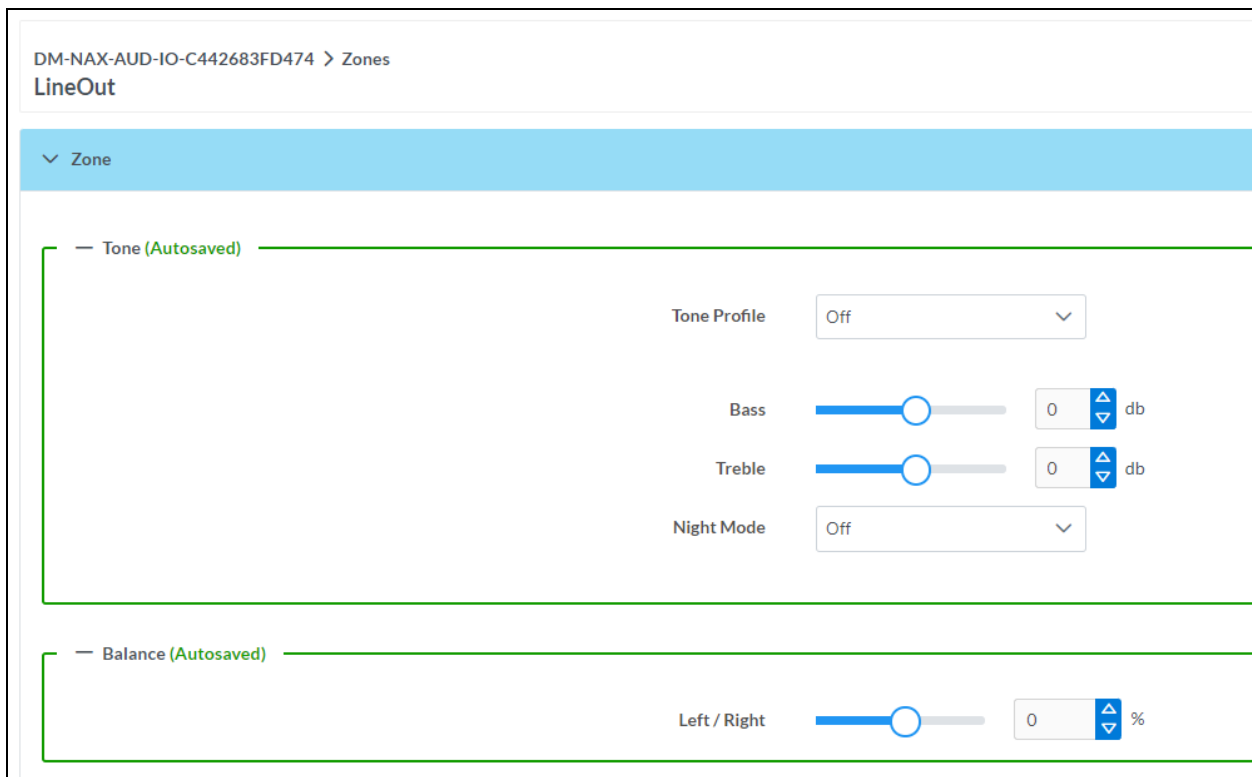 DM-NAX-AUD-IO-C442683FD474 > Zones
LineOut
Zone
Tone (Autosaved)
Tone Profile Off
Bass 0 db
Treble 0 db
Night Mode Off
Balance (Autosaved)
Left / Right 0 %